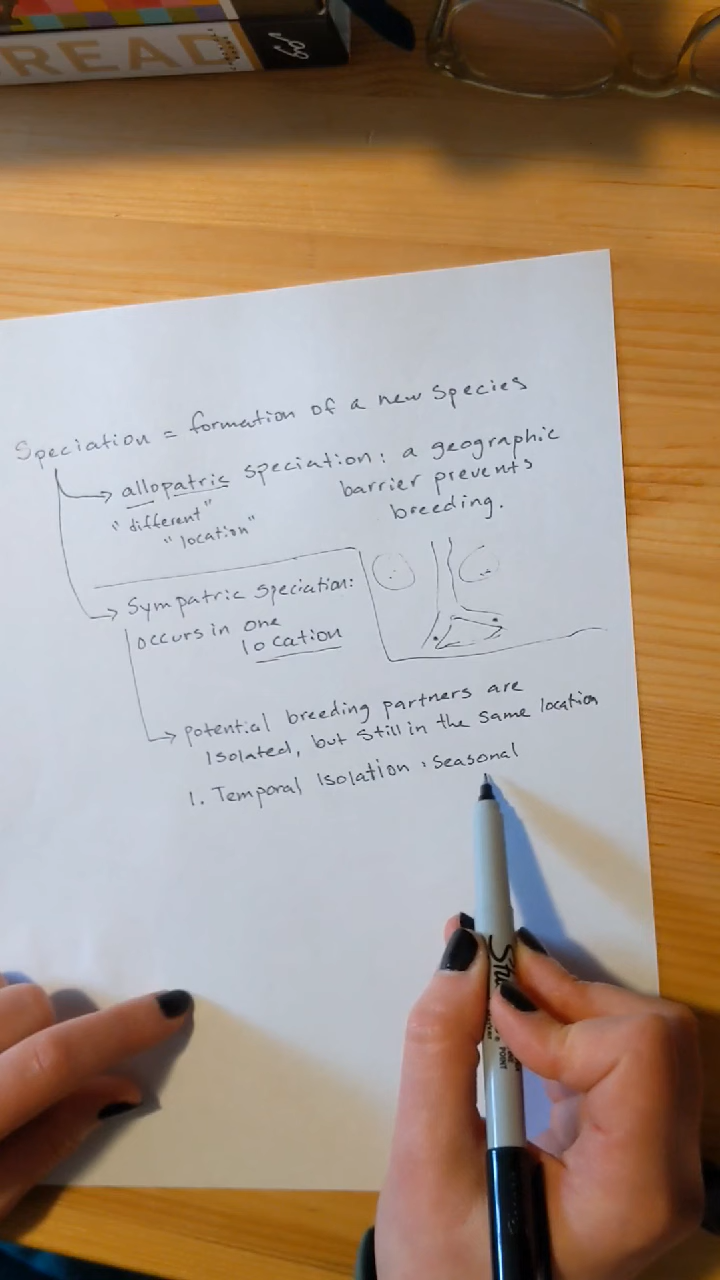 READ
Speciation = formation of a new species
allopatric speciation: a geographic
barrier prevents
breeding.
"different"
"location"
Sympatric speciation:
occurs in one
location
potential breeding partners are
Isolated, but still in the same location
1. Temporal Isolation: seasonal
POINT